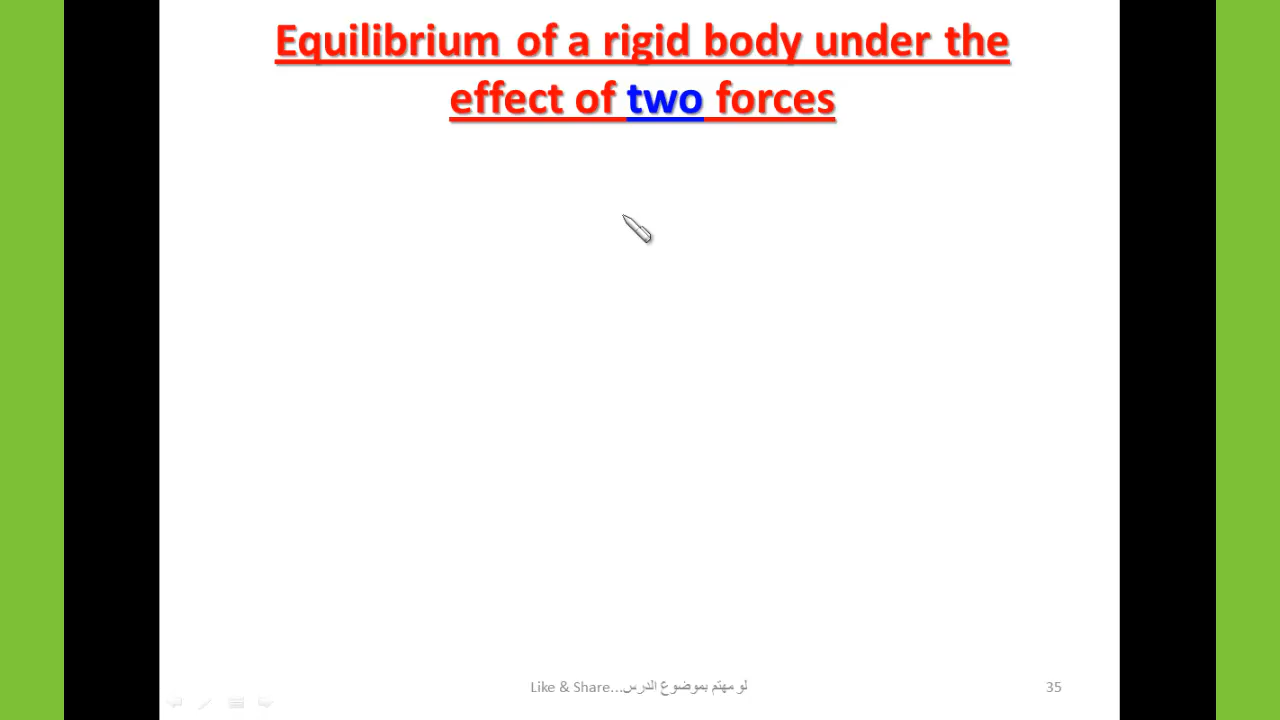 Equilibrium of a rigid body under the
effect of two forces
Like & Share...لو مهتم بموضوع الدرس
35